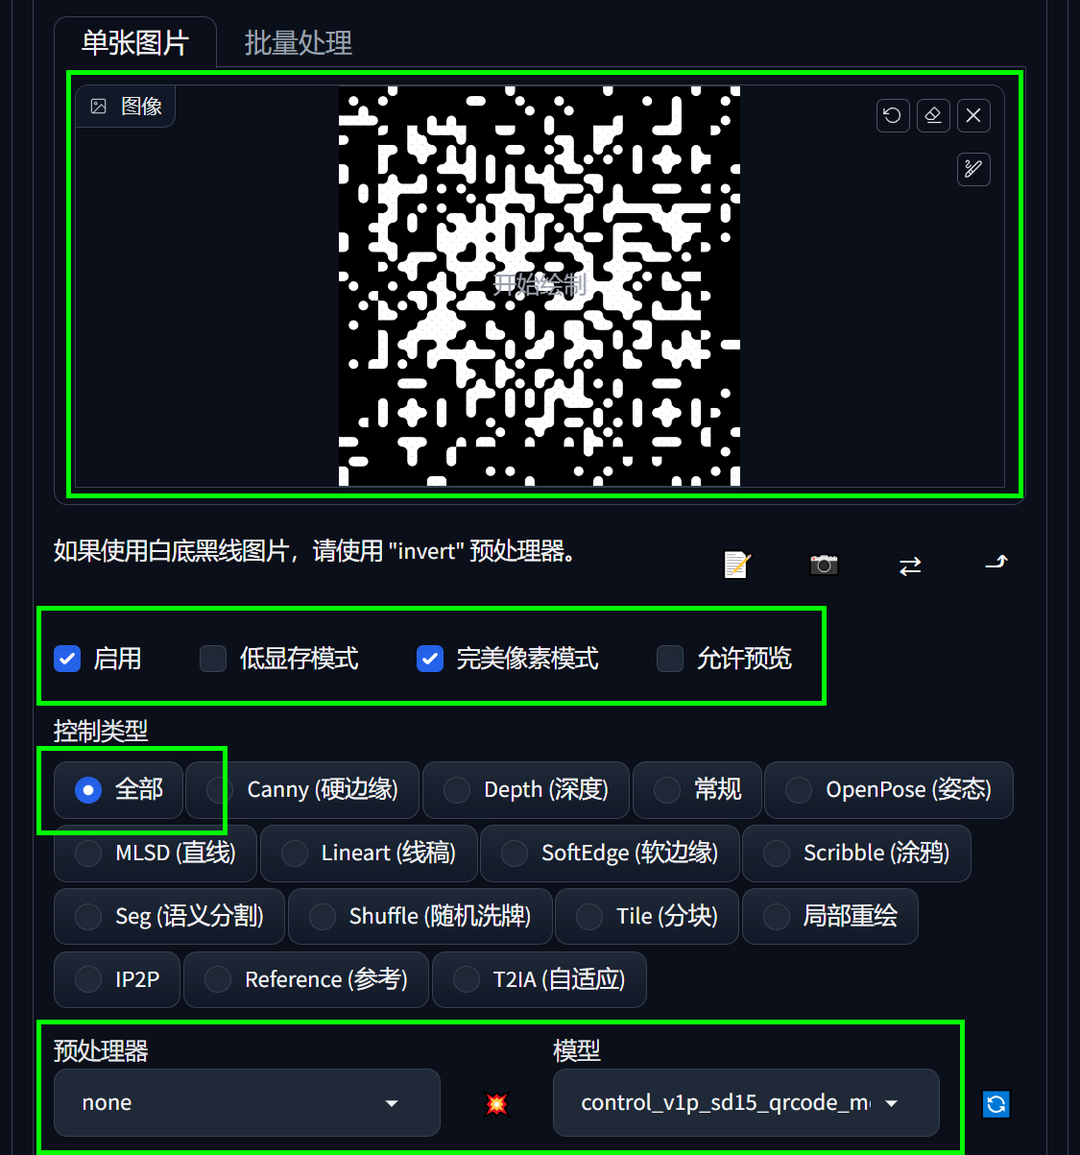 单张图片 批量处理
图像
开始绘制
如果使用白底黑线图片，请使用 "invert" 预处理器。
启用 低显存模式 完美像素模式 允许预览
控制类型
全部 Canny (硬边缘) Depth (深度) 常规 OpenPose (姿态)
MLSD (直线) Lineart (线稿) SoftEdge (软边缘) Scribble (涂鸦)
Seg (语义分割) Shuffle (随机洗牌) Tile (分块) 局部重绘
IP2P Reference (参考) T2IA (自适应)
预处理器 模型
none control_v1p_sd15_qrcode_m